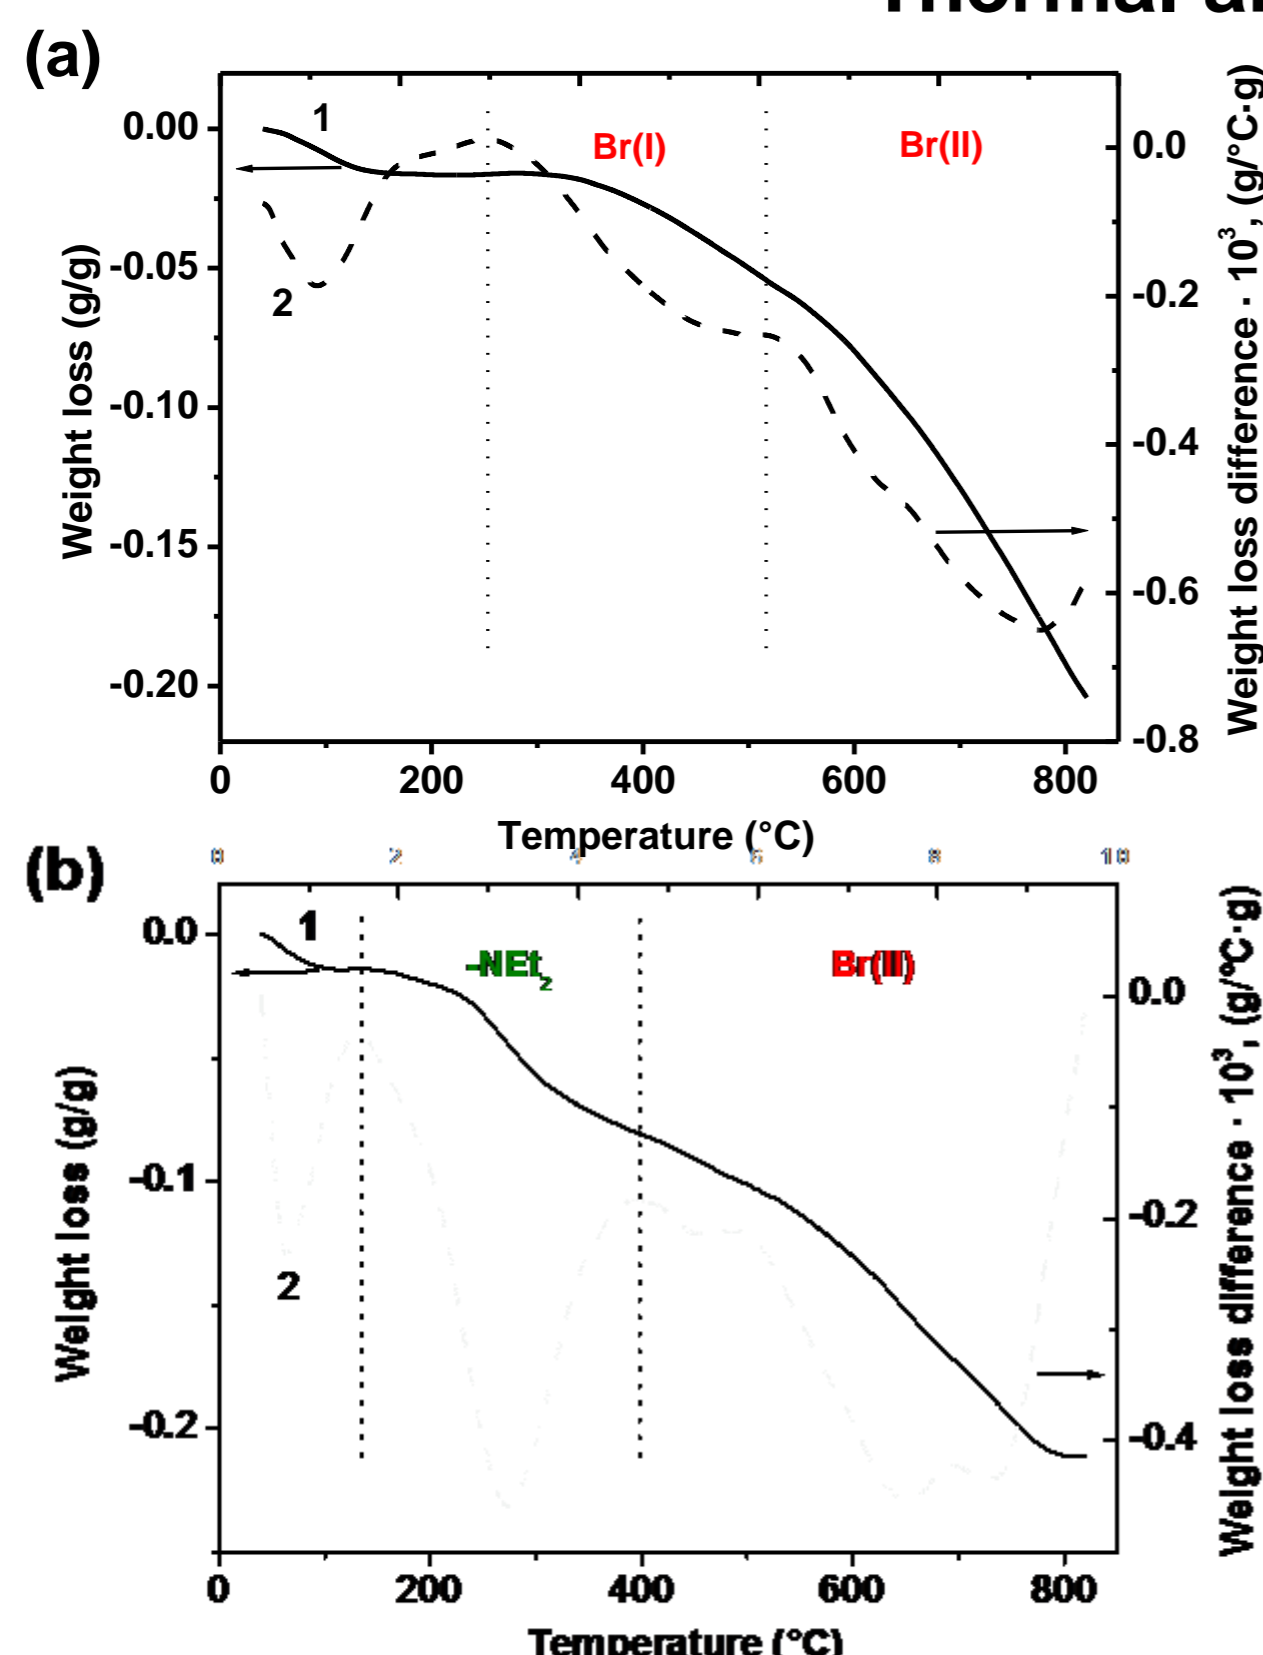 (a)
1
2
Br(I)
Br(II)
0.00
-0.05
-0.10
-0.15
-0.20
Weight loss (g/g)
0.0
-0.2
-0.4
-0.6
-0.8
Weight loss difference · 10³, (g/°C·g)
0 200 400 600 800
Temperature (°C)
(b)
0 2 4 6 8 10
1
2
-NEt₂
Br(II)
0.0
-0.1
-0.2
Weight loss (g/g)
0.0
-0.2
-0.4
Weight loss difference · 10³, (g/°C·g)
0 200 400 600 800
Temperature (°C)